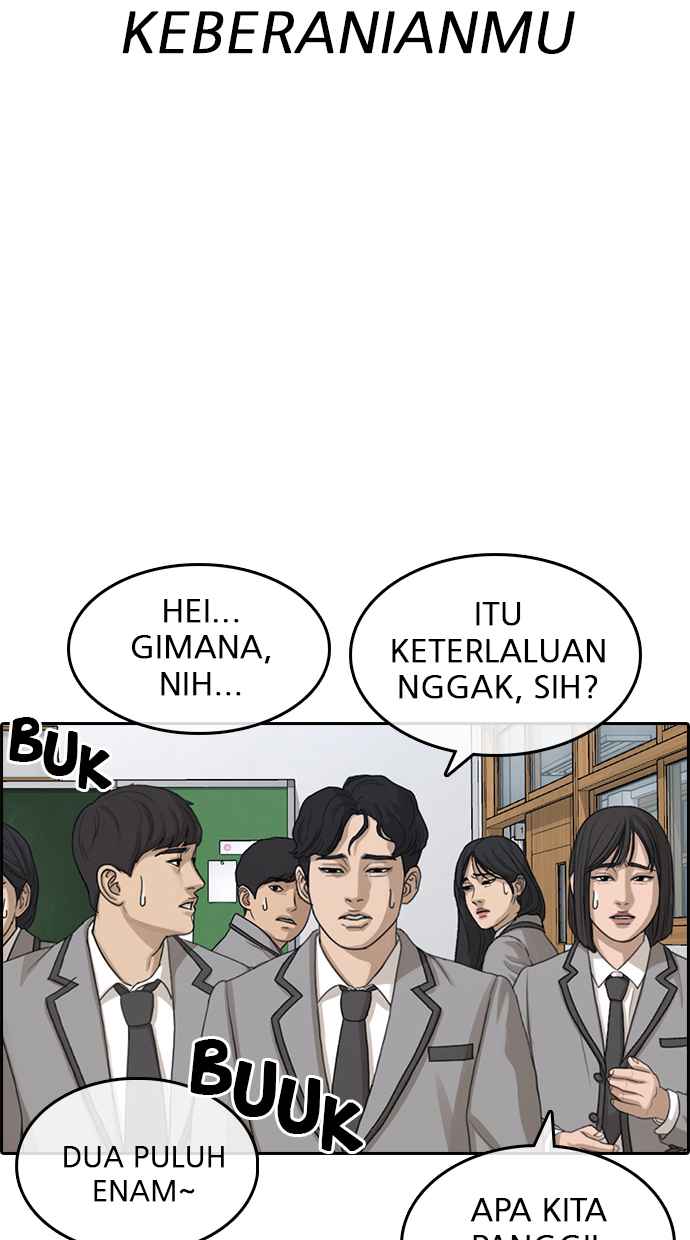 KEBERANIANMU
HEI...
GIMANA,
NIH...
ITU
KETERLALUAN
NGGAK, SIH?
BUK
BUUK
DUA PULUH
ENAM~
APA KITA